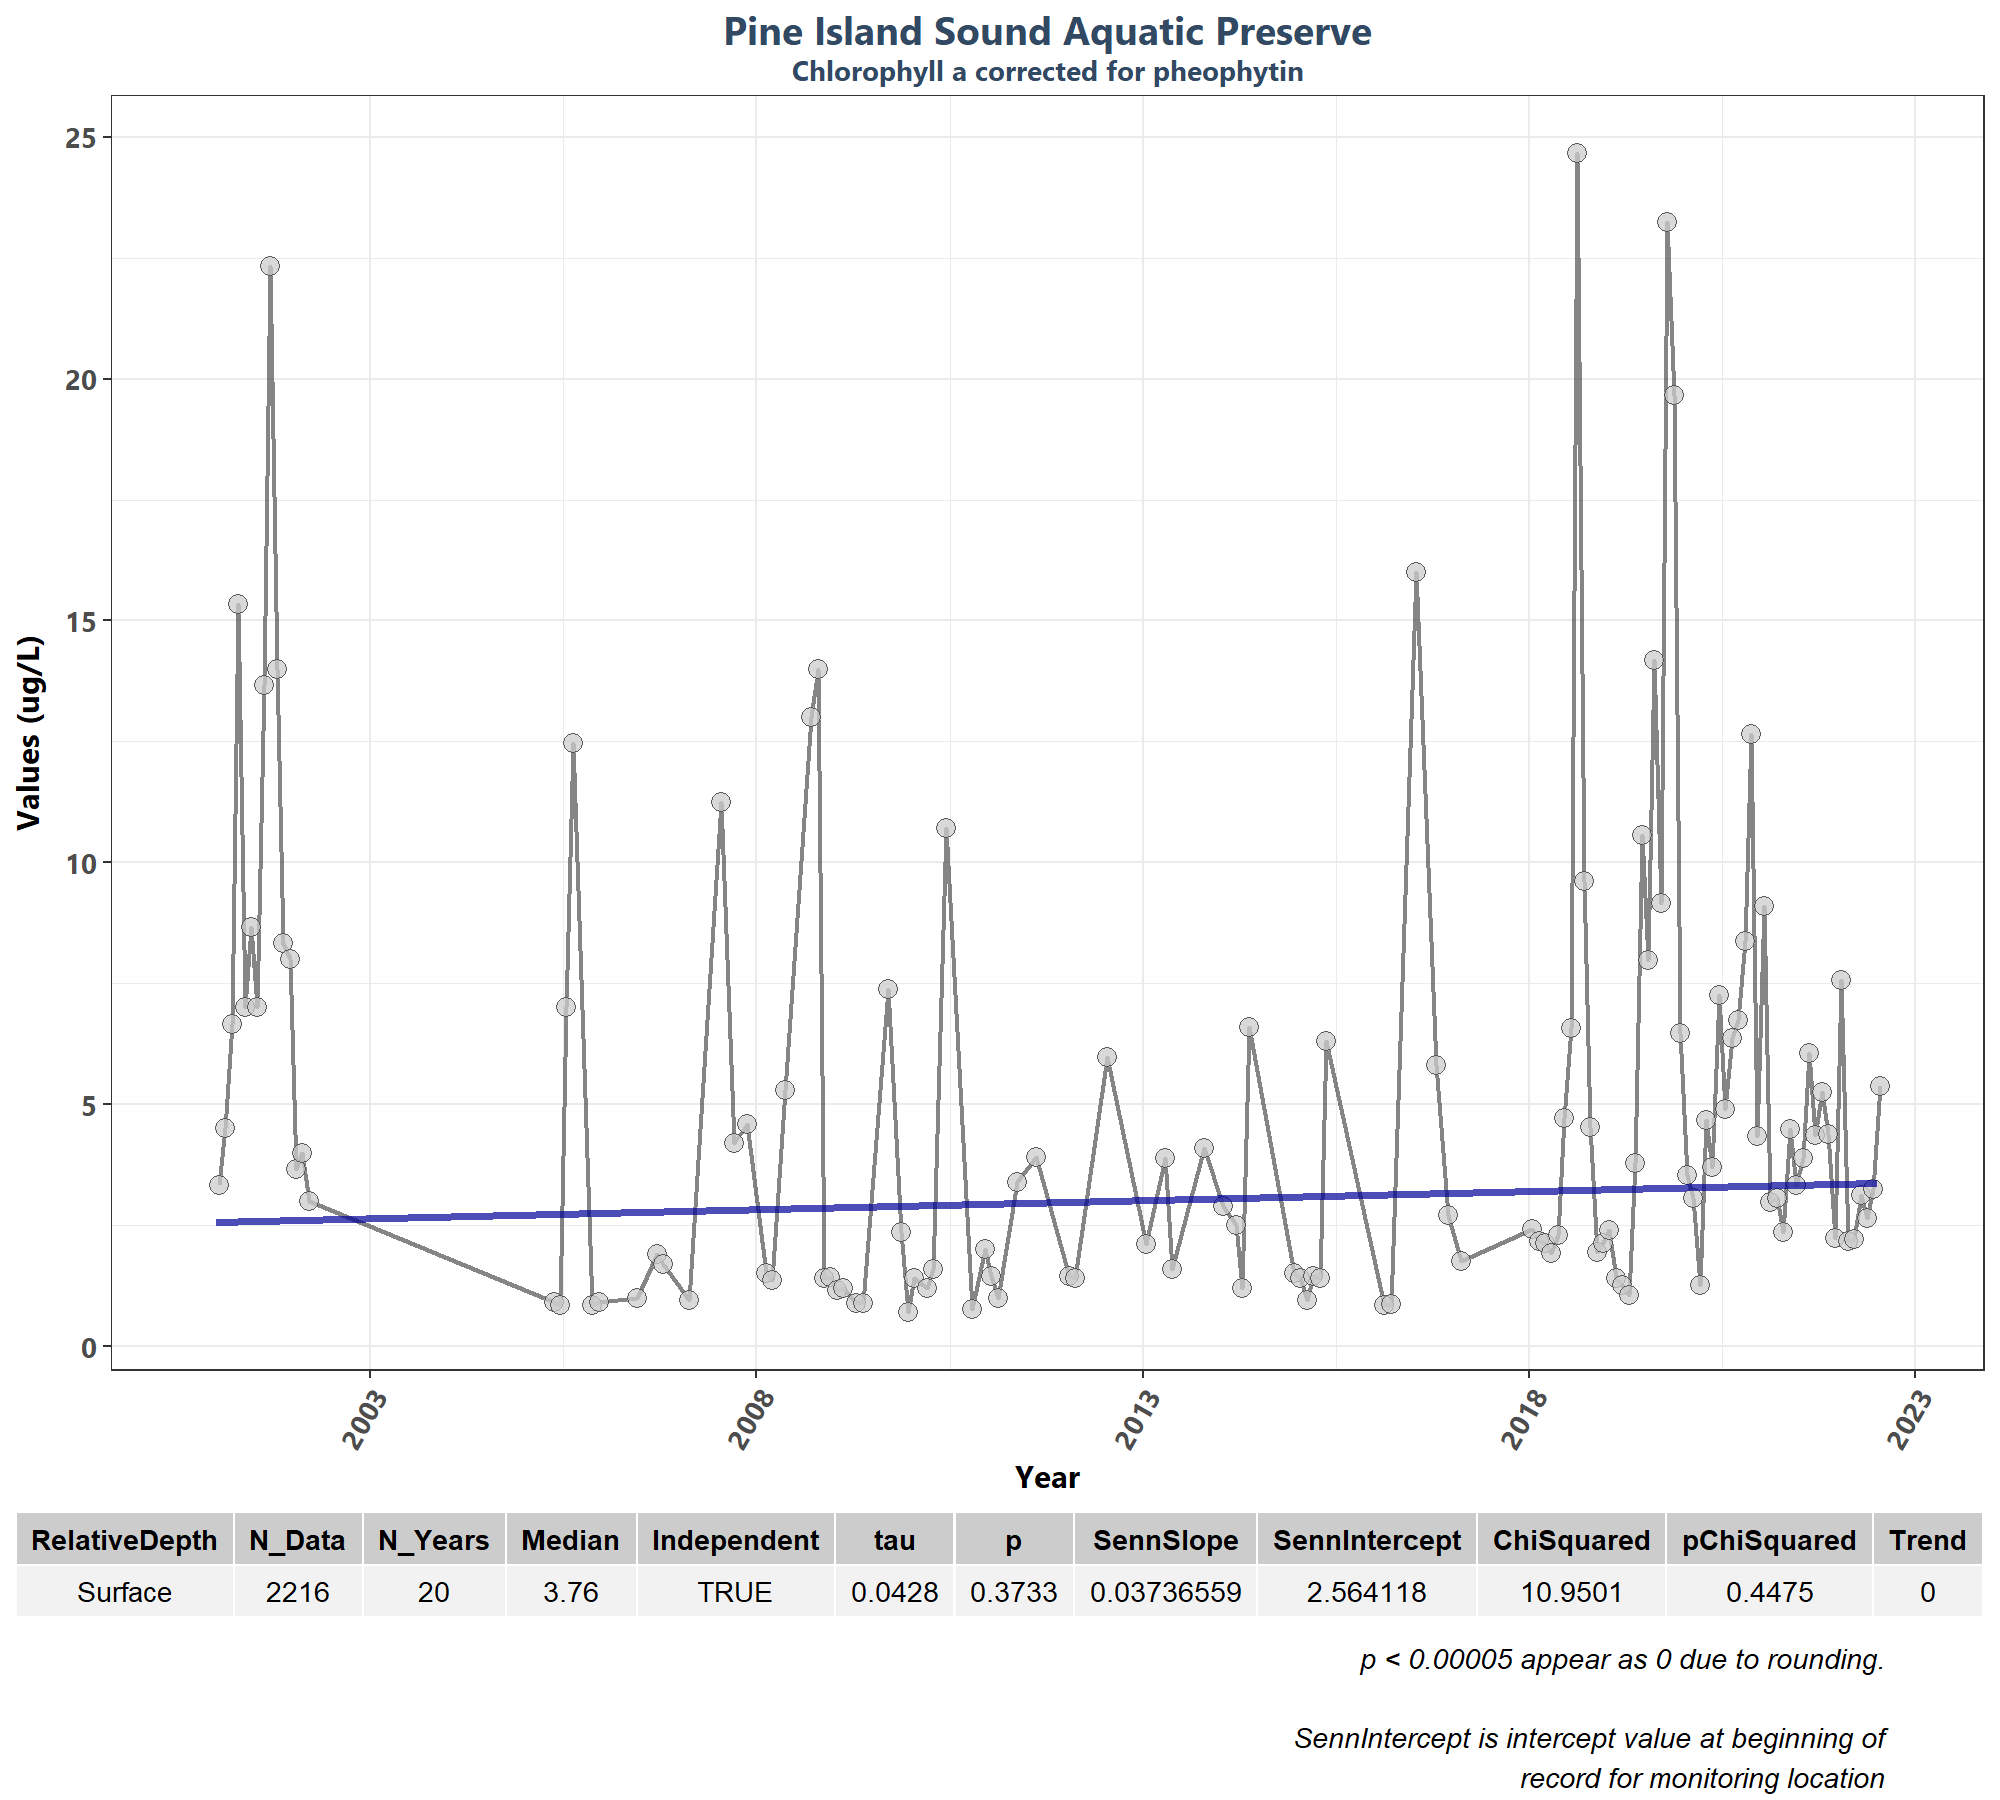 Pine Island Sound Aquatic Preserve
Chlorophyll a corrected for pheophytin
Values (ug/L)
25
20
15
10
5
0
2003 2008 2013 2018 2023
Year
RelativeDepth N_Data N_Years Median Independent tau p SennSlope SennIntercept ChiSquared pChiSquared Trend
Surface 2216 20 3.76 TRUE 0.0428 0.3733 0.03736559 2.564118 10.9501 0.4475 0
p < 0.00005 appear as 0 due to rounding.
SennIntercept is intercept value at beginning of
record for monitoring location